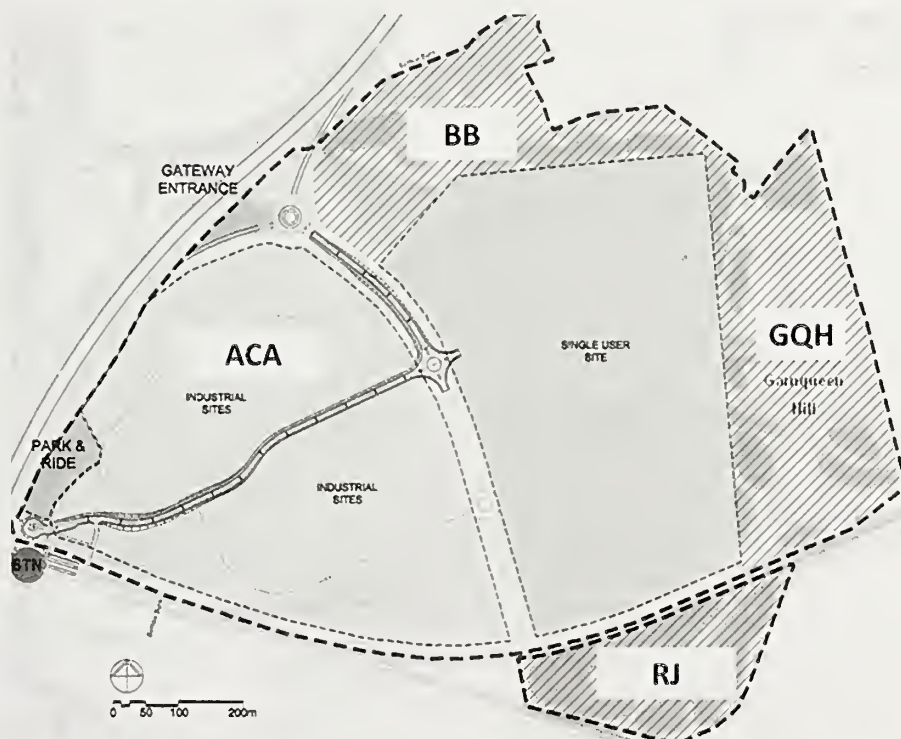 BB
GATEWAY
ENTRANCE
ACA
INDUSTRIAL
SITES
SINGLE USER
SITE
GQH
Garnqueen
Hill
PARK &
RIDE
INDUSTRIAL
SITES
STN
RJ
0 50 100 200m